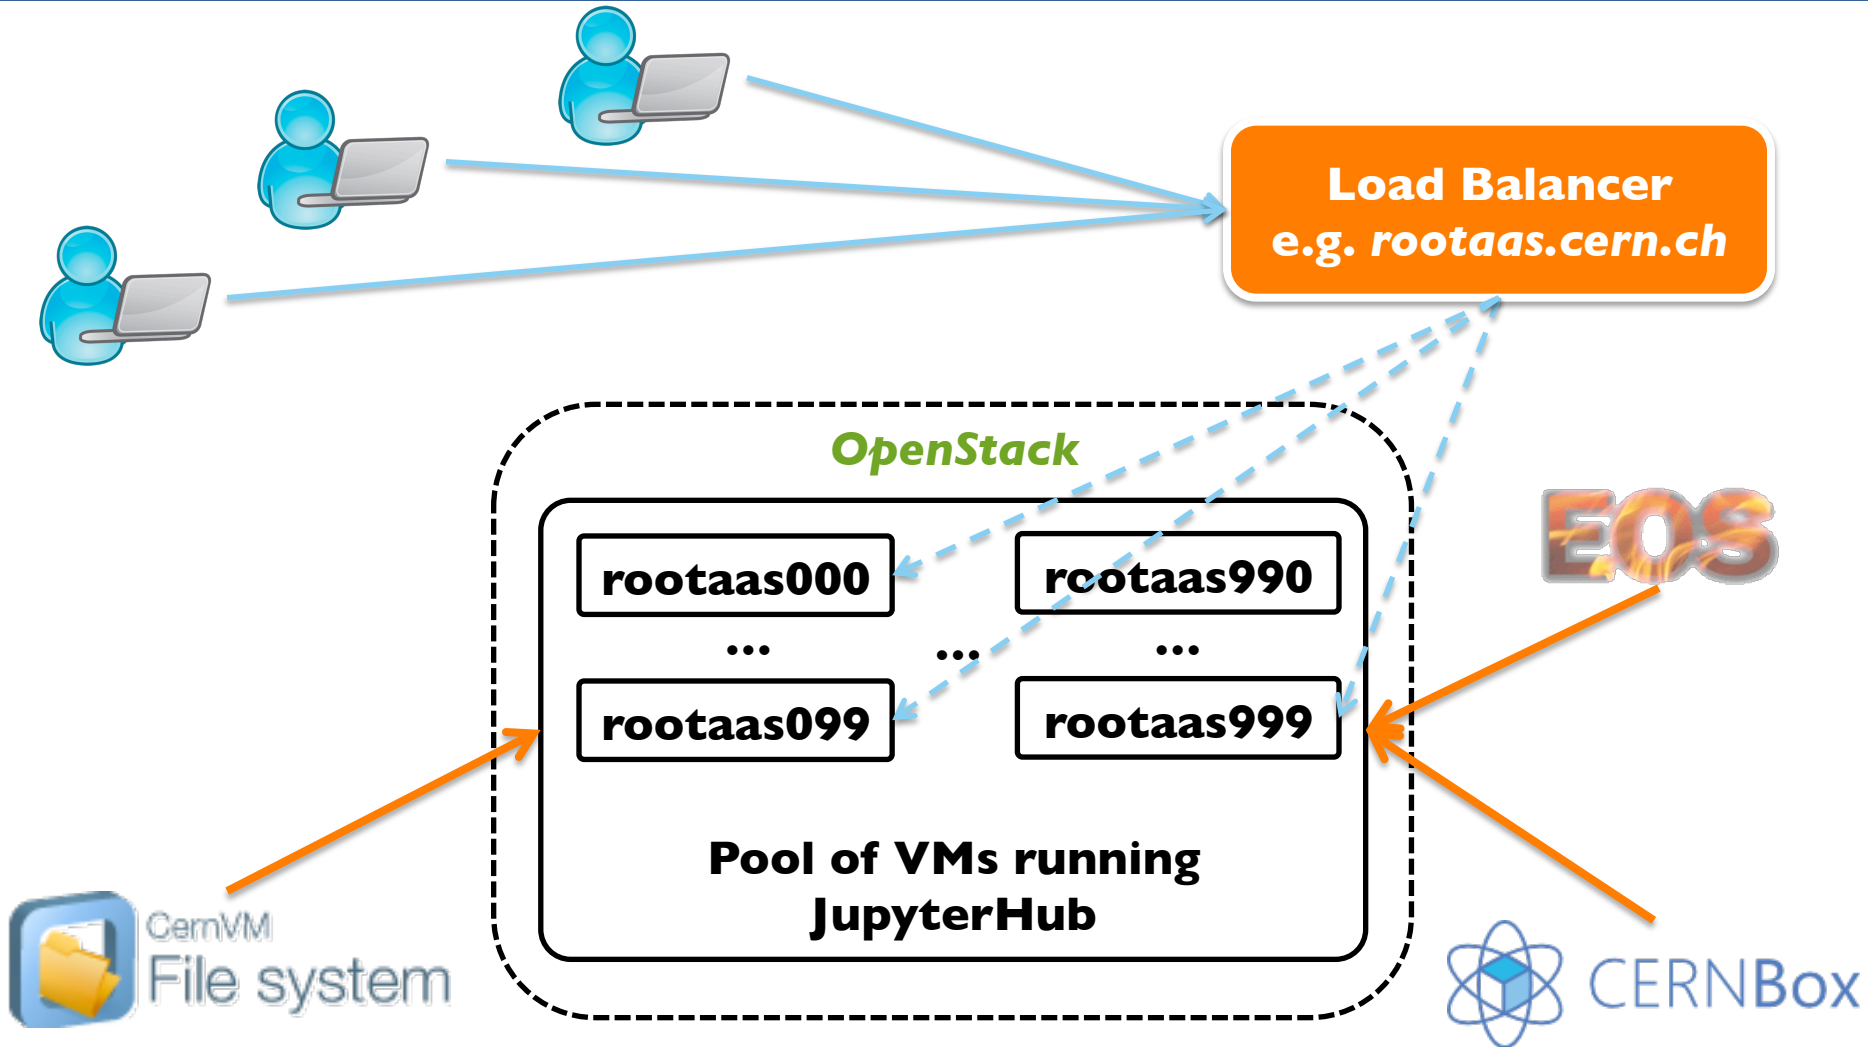 Load Balancer
e.g. rootaas.cern.ch
OpenStack
EOS
rootaas000
rootaas990
...
...
...
rootaas099
rootaas999
Pool of VMs running
JupyterHub
CernVM
File system
CERNBox